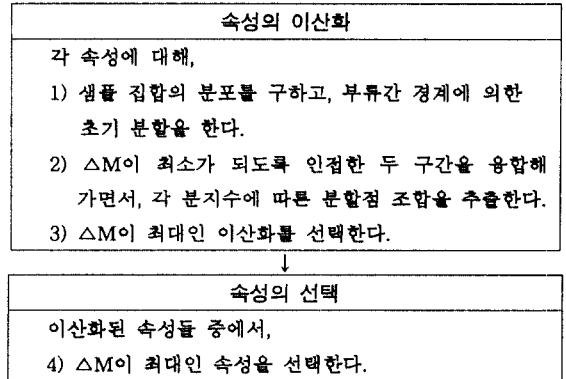 속성의 이산화
각 속성에 대해,
1) 샘플 집합의 분포를 구하고, 부류간 경계에 의한
초기 분할을 한다.
2) △M이 최소가 되도록 인접한 두 구간을 융합해
가면서, 각 분지수에 따른 분할점 조합을 추출한다.
3) △M이 최대인 이산화를 선택한다.
↓
속성의 선택
이산화된 속성들 중에서,
4) △M이 최대인 속성을 선택한다.